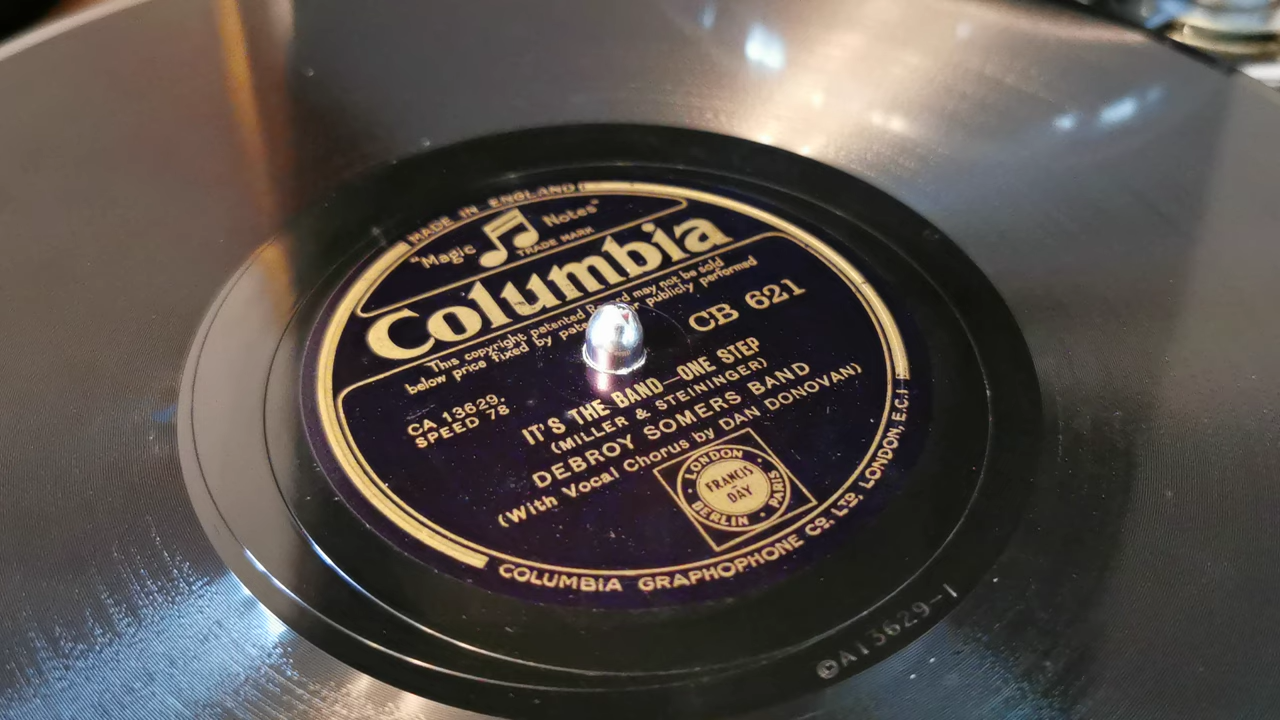 MADE IN ENGLAND
"Magic Notes"
TRADE MARK
Columbia
This copyright patented Record may not be sold
below price fixed by or publicly performed
CB 621
CA 13629.
SPEED 78
IT'S THE BAND—ONE STEP
(MILLER & STEININGER)
DEBROY SOMERS BAND
(With Vocal Chorus by DAN DONOVAN)
LONDON
FRANCIS
DAY
BERLIN
PARIS
COLUMBIA GRAPHOPHONE CO. LTD, LONDON, E.C.1
A13629-1